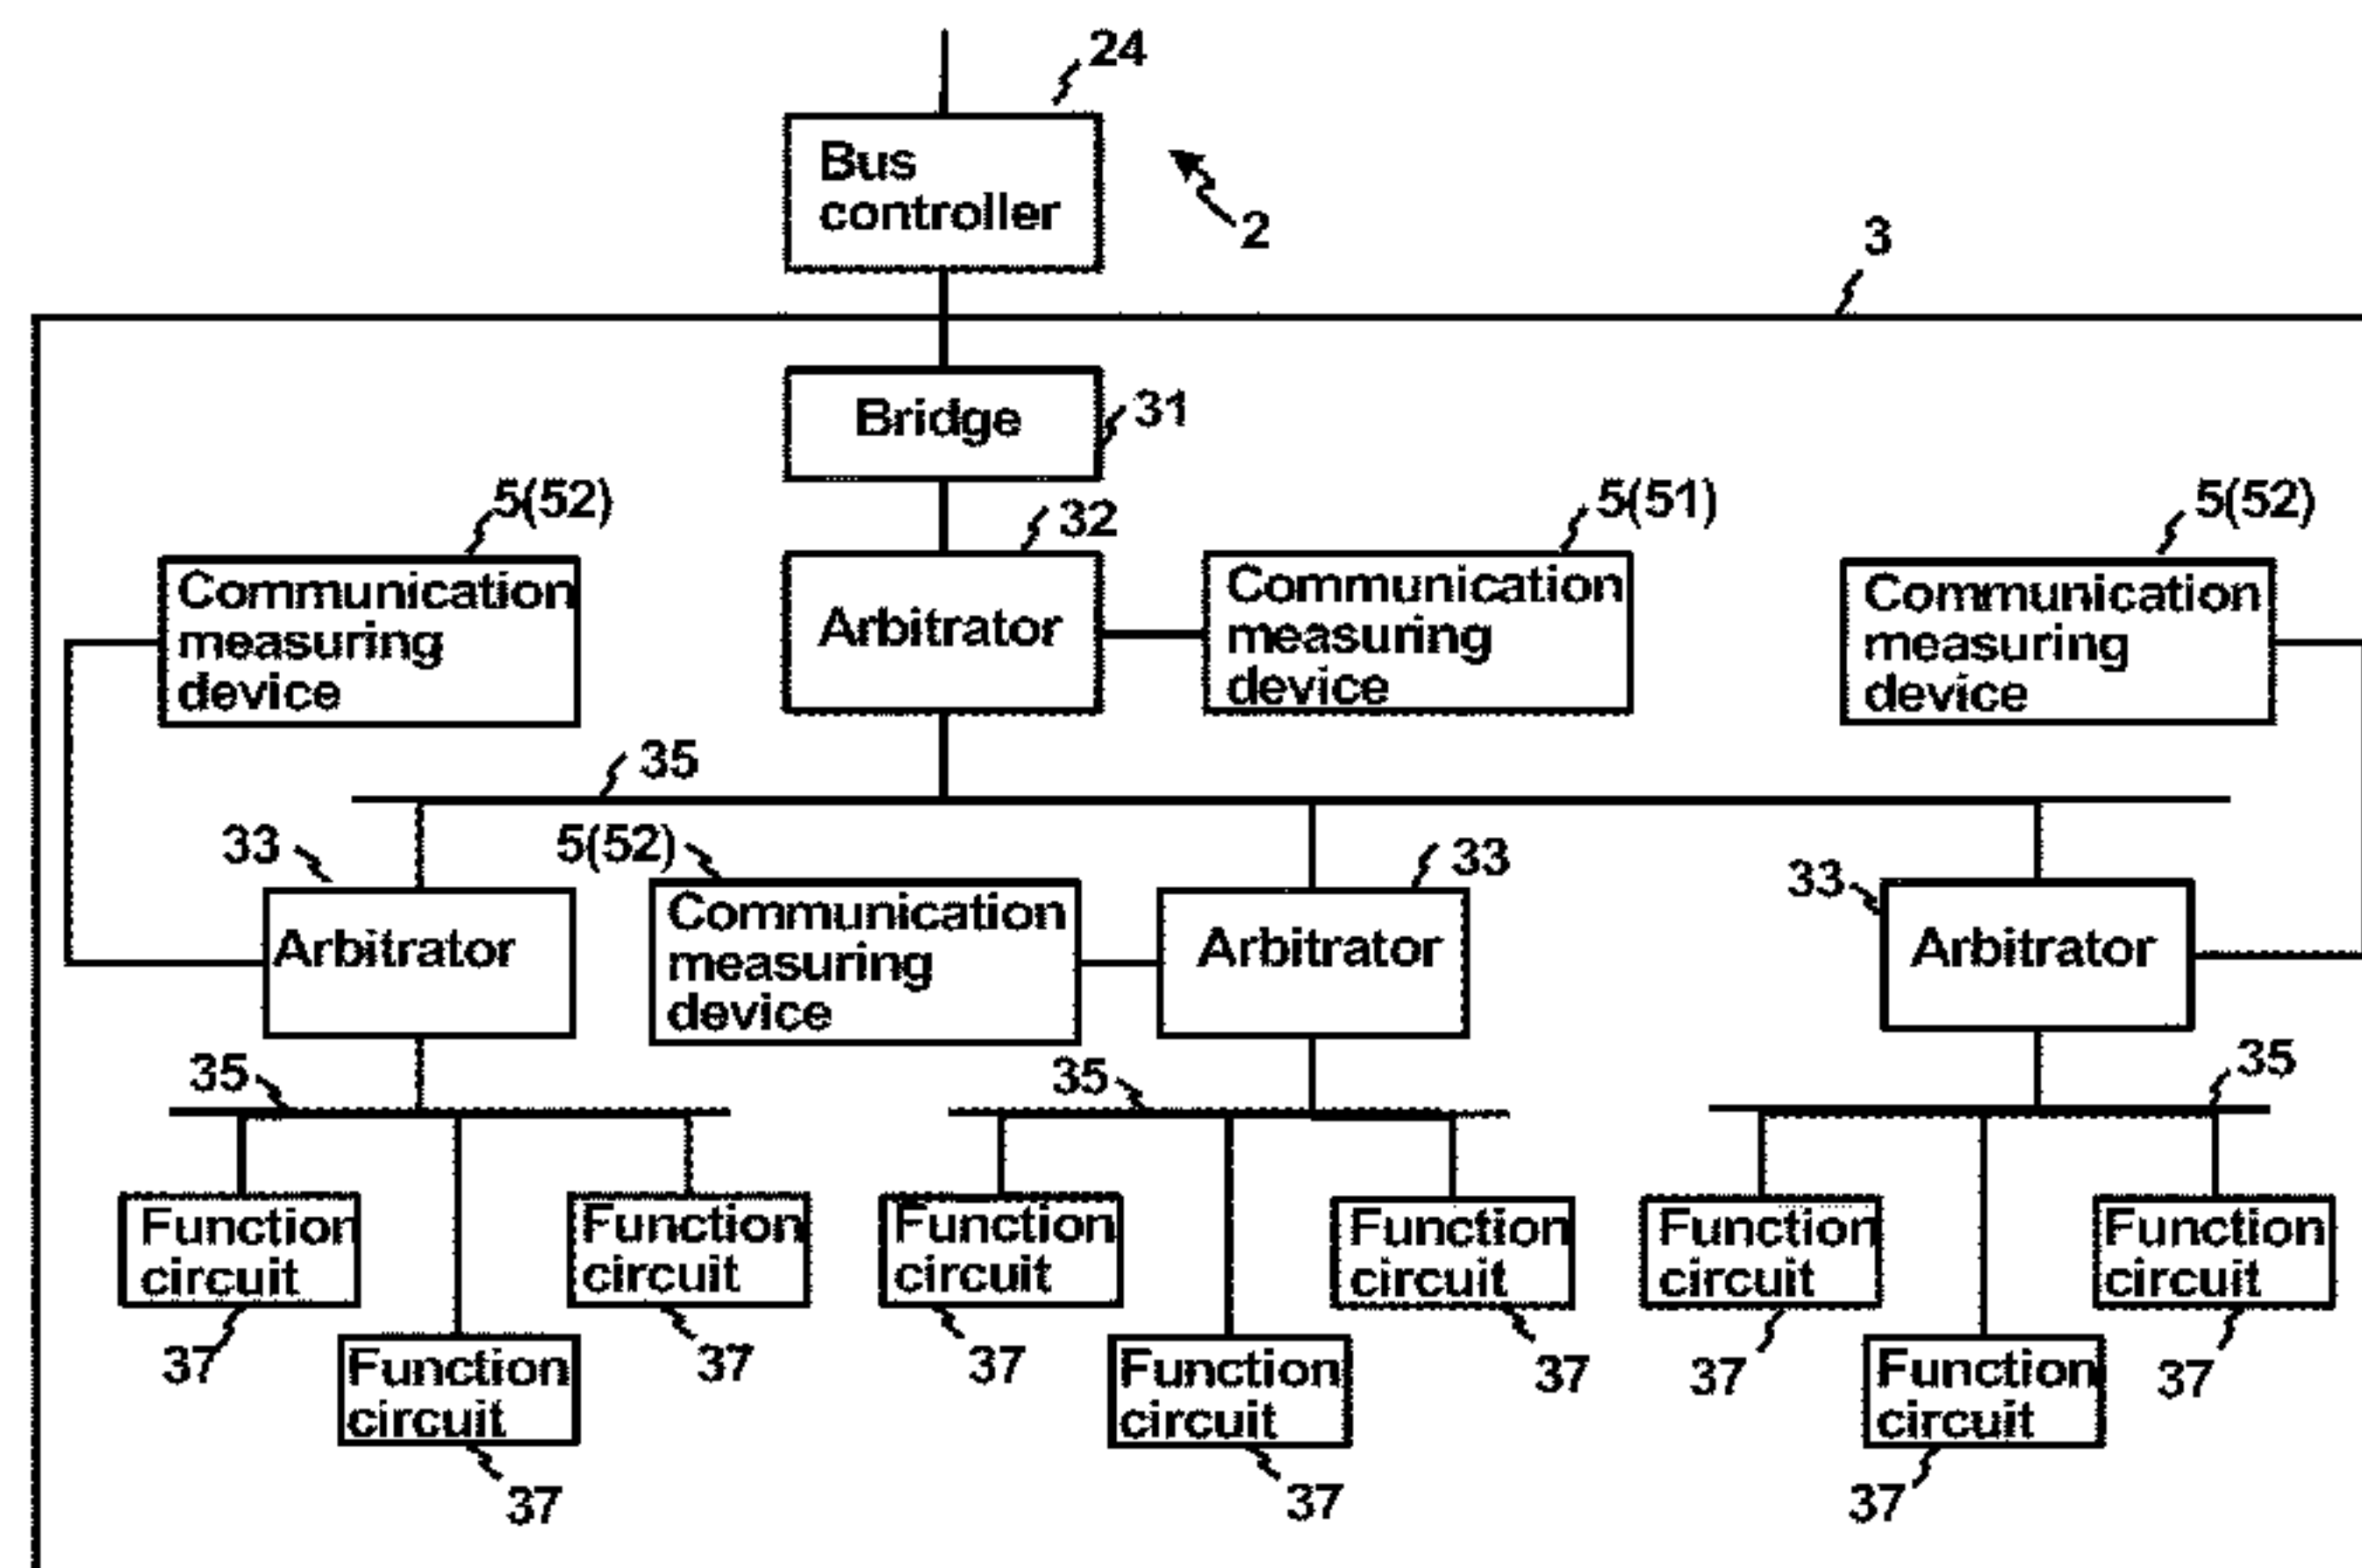 24
Bus
controller
2
3
Bridge
31
5(52)
32
5(51)
5(52)
Communication
measuring
device
Arbitrator
Communication
measuring
device
Communication
measuring
device
35
33
5(52)
33
33
Arbitrator
Communication
measuring
device
Arbitrator
Arbitrator
35
35
35
Function
circuit
Function
circuit
Function
circuit
Function
circuit
Function
circuit
Function
circuit
37
Function
circuit
37
37
Function
circuit
37
37
Function
circuit
37
37
37
37